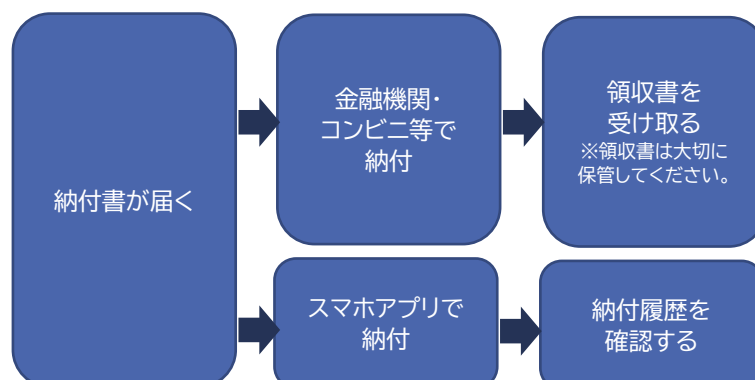 納付書が届く
金融機関・
コンビニ等で
納付
領収書を
受け取る
※領収書は大切に
保管してください。
スマホアプリで
納付
納付履歴を
確認する